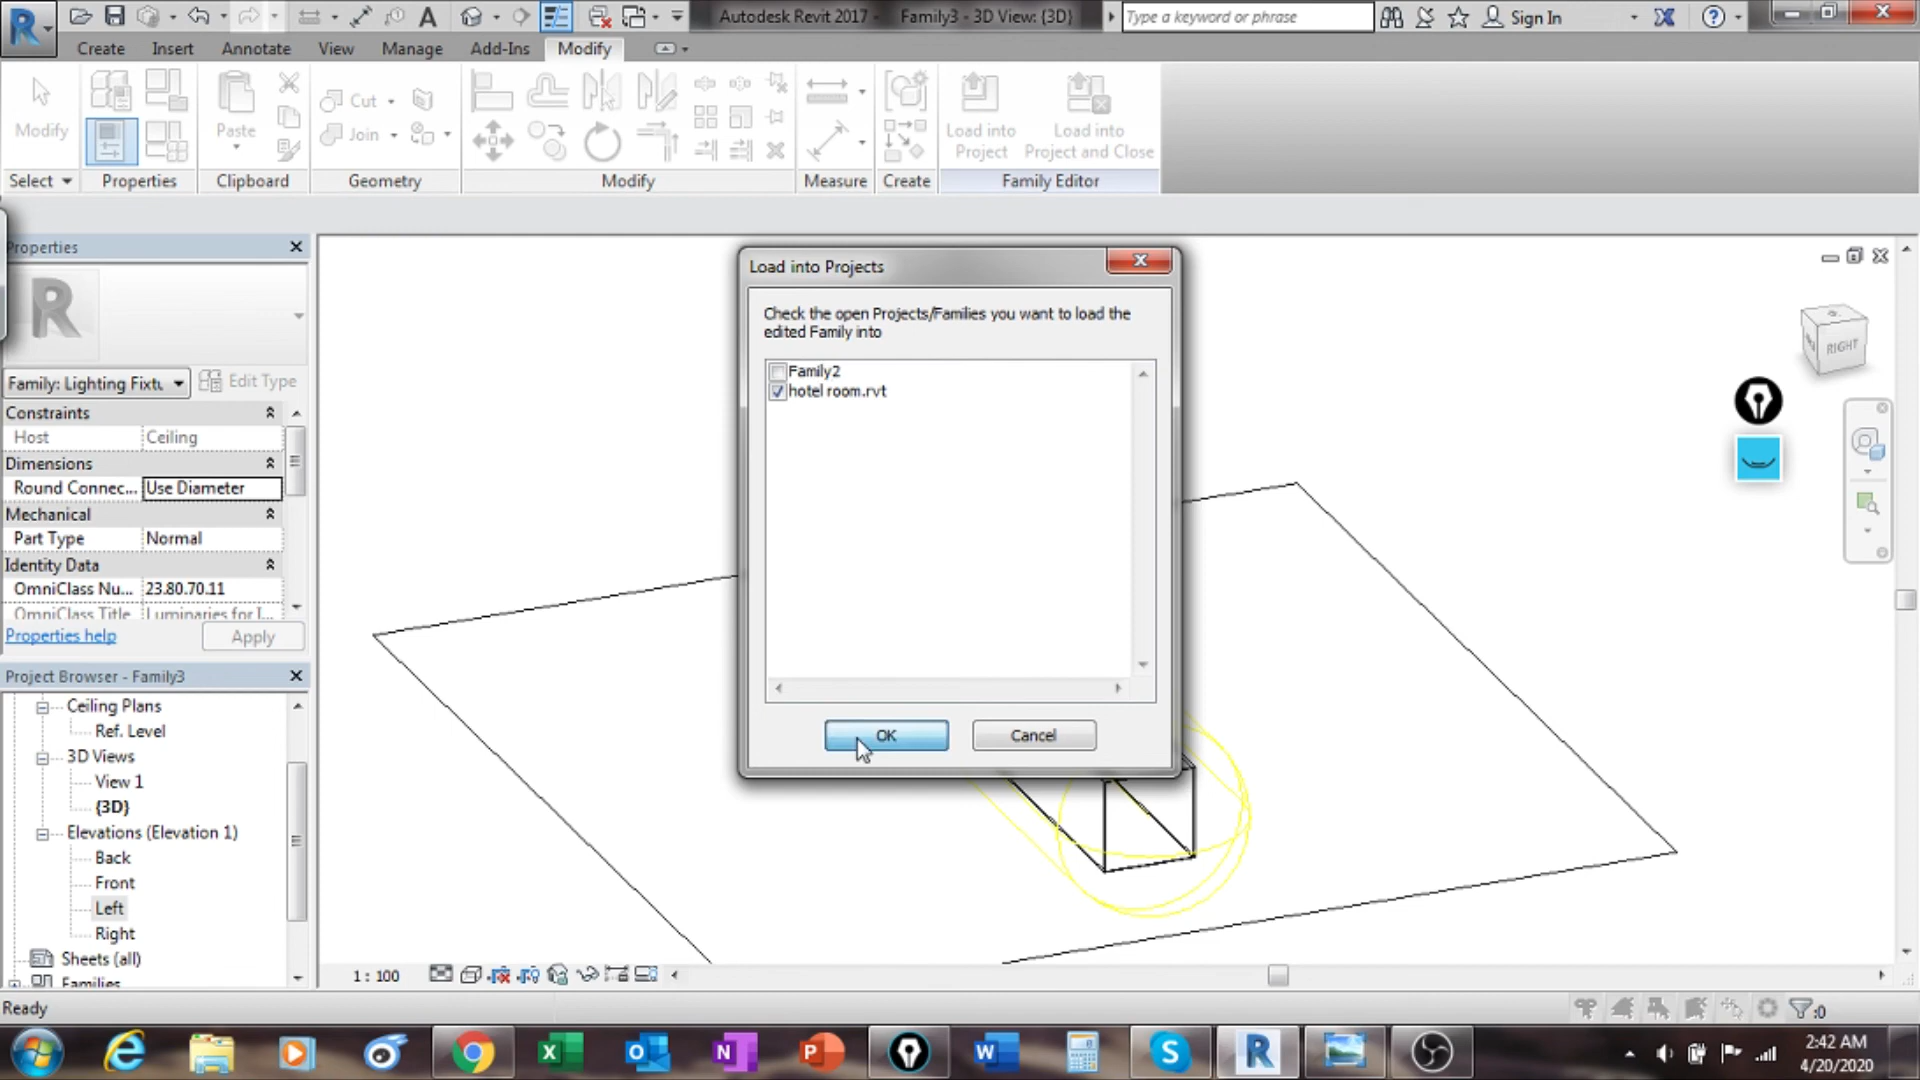 Autodesk Revit 2017 - Family3 - 3D View: {3D}
Type a keyword or phrase
Sign In
Create Insert Annotate View Manage Add-Ins Modify
Modify
Paste
Cut
Join
Load into Project
Load into Project and Close
Select Properties Clipboard Geometry Modify Measure Create Family Editor
Properties
Family: Lighting Fixtu
Edit Type
Constraints
Host Ceiling
Dimensions
Round Connec... Use Diameter
Mechanical
Part Type Normal
Identity Data
OmniClass Nu... 23.80.70.11
OmniClass Title Luminaries for I...
Properties help
Apply
Project Browser - Family3
Ceiling Plans
Ref. Level
3D Views
View 1
{3D}
Elevations (Elevation 1)
Back
Front
Left
Right
Sheets (all)
Families
Load into Projects
Check the open Projects/Families you want to load the
edited Family into
Family2
hotel room.rvt
OK
Cancel
RIGHT
1 : 100
Ready
:0
2:42 AM
4/20/2020